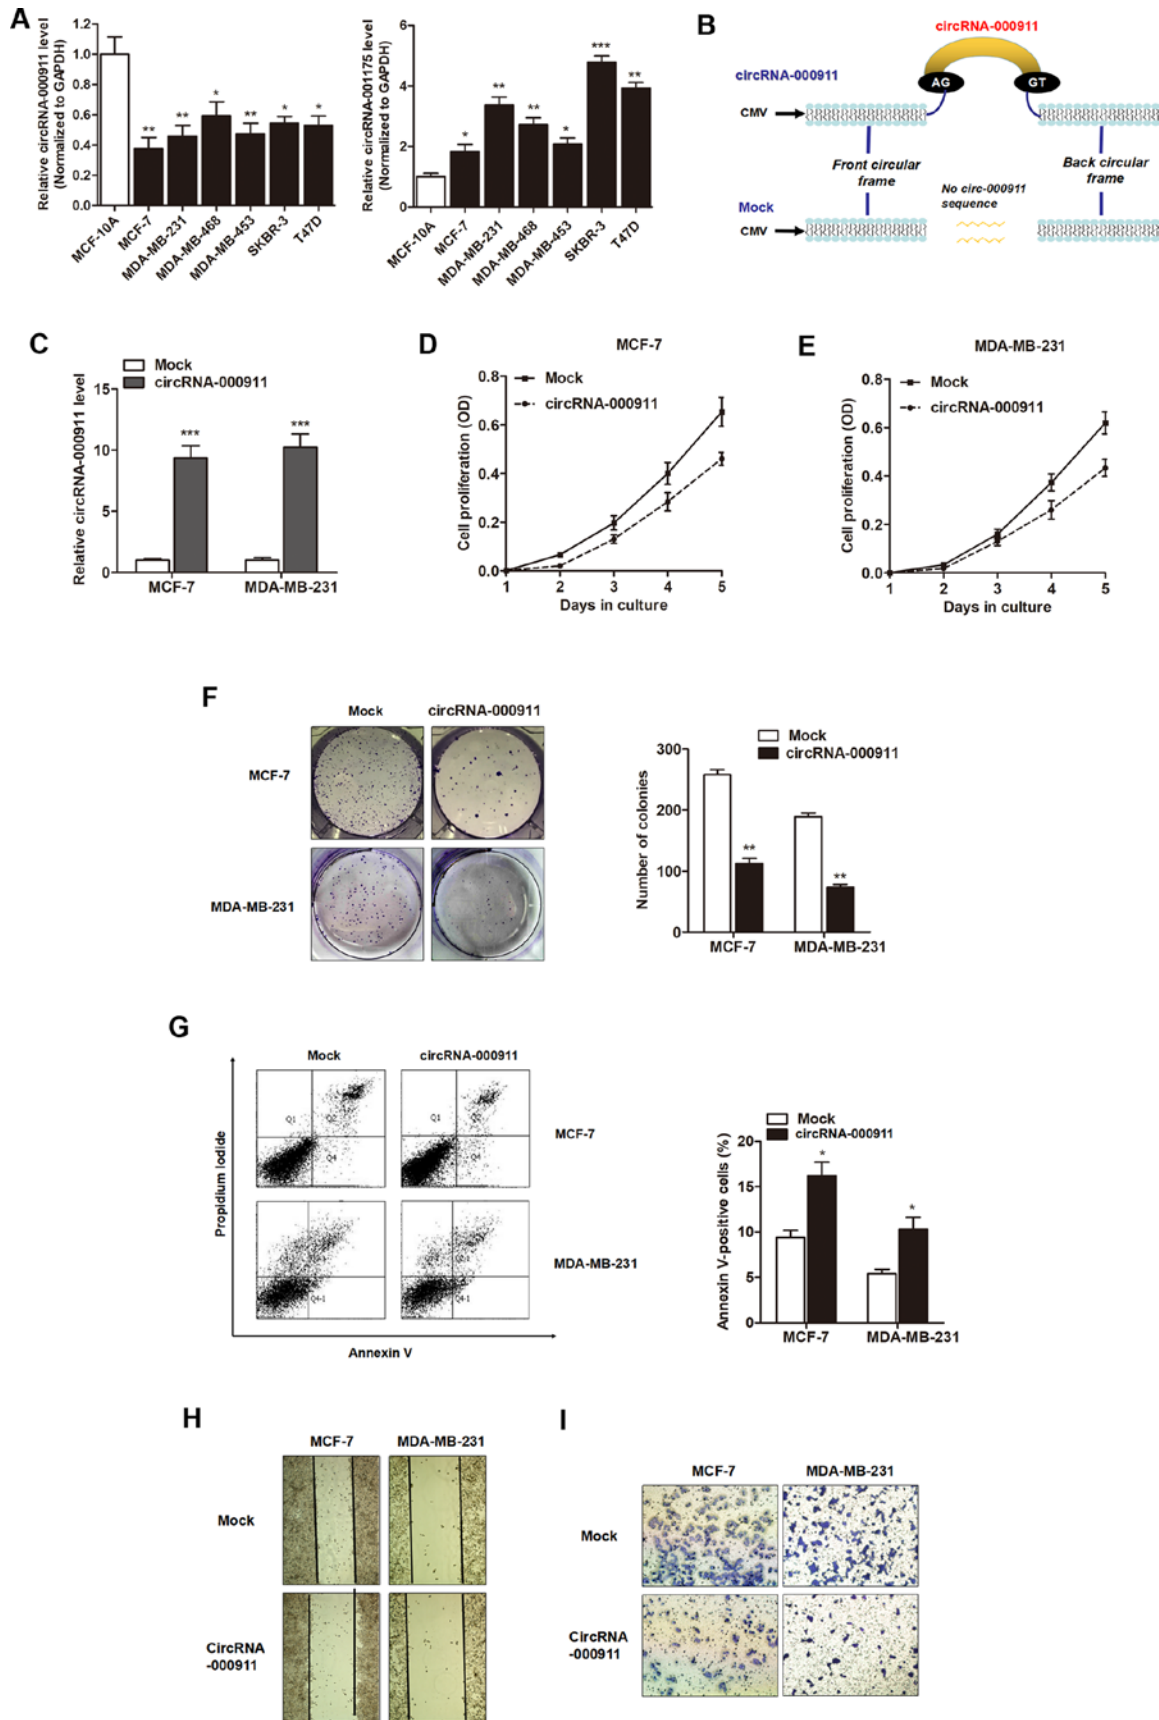 A
Relative circRNA-000911 level
(Normalized to GAPDH)
1.2
1.0
0.8
0.6
0.4
0.2
0.0
** ** * ** * *
MCF-10A
MCF-7
MDA-MB-231
MDA-MB-468
MDA-MB-453
SKBR-3
T47D
Relative circRNA-001175 level
(Normalized to GAPDH)
6
4
2
0
* ** ** * *** **
MCF-10A
MCF-7
MDA-MB-231
MDA-MB-468
MDA-MB-453
SKBR-3
T47D
B
circRNA-000911
circRNA-000911
AG
GT
CMV
Front circular
frame
Back circular
frame
No circ-000911
sequence
Mock
CMV
C
Mock
circRNA-000911
Relative circRNA-000911 level
15
10
5
0
*** ***
MCF-7
MDA-MB-231
D
MCF-7
Mock
circRNA-000911
Cell proliferation (OD)
0.8
0.6
0.4
0.2
0.0
1 2 3 4 5
Days in culture
E
MDA-MB-231
Mock
circRNA-000911
Cell proliferation (OD)
0.8
0.6
0.4
0.2
0.0
1 2 3 4 5
Days in culture
F
Mock circRNA-000911
MCF-7
MDA-MB-231
Mock
circRNA-000911
Number of colonies
300
200
100
0
** **
MCF-7
MDA-MB-231
G
Mock circRNA-000911
Propidium Iodide
Q1 Q2
Q4
Q1 Q2
Q4
MCF-7
Q4-1
Q4-1
MDA-MB-231
Annexin V
Mock
circRNA-000911
Annexin V-positive cells (%)
20
15
10
5
0
* *
MCF-7
MDA-MB-231
H
MCF-7 MDA-MB-231
Mock
CircRNA
-000911
I
MCF-7 MDA-MB-231
Mock
CircRNA
-000911